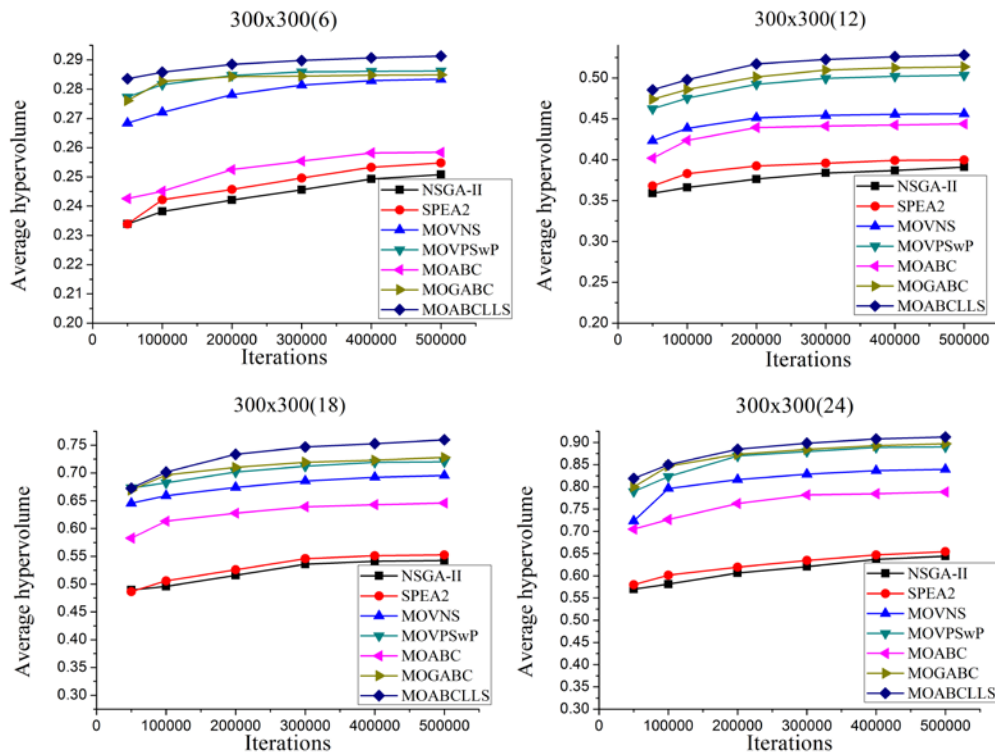 300x300(6)
Average hypervolume
0.29
0.28
0.27
0.26
0.25
0.24
0.23
0.22
0.21
0.20
NSGA-II
SPEA2
MOVNS
MOVPSwP
MOABC
MOGABC
MOABCLLS
0 100000 200000 300000 400000 500000
Iterations
300x300(12)
Average hypervolume
0.50
0.45
0.40
0.35
0.30
0.25
0.20
NSGA-II
SPEA2
MOVNS
MOVPSwP
MOABC
MOGABC
MOABCLLS
0 100000 200000 300000 400000 500000
Iterations
300x300(18)
Average hypervolume
0.75
0.70
0.65
0.60
0.55
0.50
0.45
0.40
0.35
0.30
NSGA-II
SPEA2
MOVNS
MOVPSwP
MOABC
MOGABC
MOABCLLS
0 100000 200000 300000 400000 500000
Iterations
300x300(24)
Average hypervolume
0.90
0.85
0.80
0.75
0.70
0.65
0.60
0.55
0.50
0.45
0.40
0.35
0.30
NSGA-II
SPEA2
MOVNS
MOVPSwP
MOABC
MOGABC
MOABCLLS
0 100000 200000 300000 400000 500000
Iterations